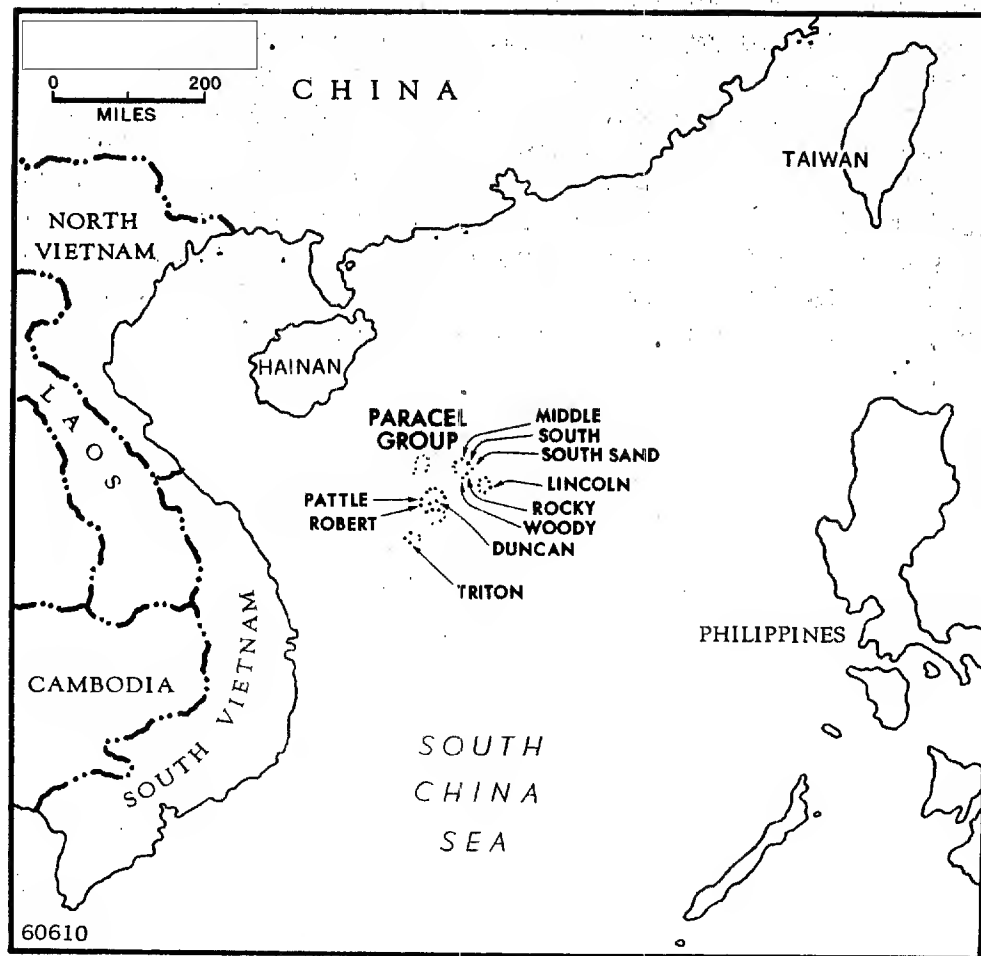 0 200
MILES
CHINA
TAIWAN
NORTH
VIETNAM
HAINAN
LAOS
PARACEL
GROUP
MIDDLE
SOUTH
SOUTH SAND
LINCOLN
PATTLE
ROBERT
ROCKY
WOODY
DUNCAN
TRITON
PHILIPPINES
CAMBODIA
SOUTH VIETNAM
SOUTH
CHINA
SEA
60610